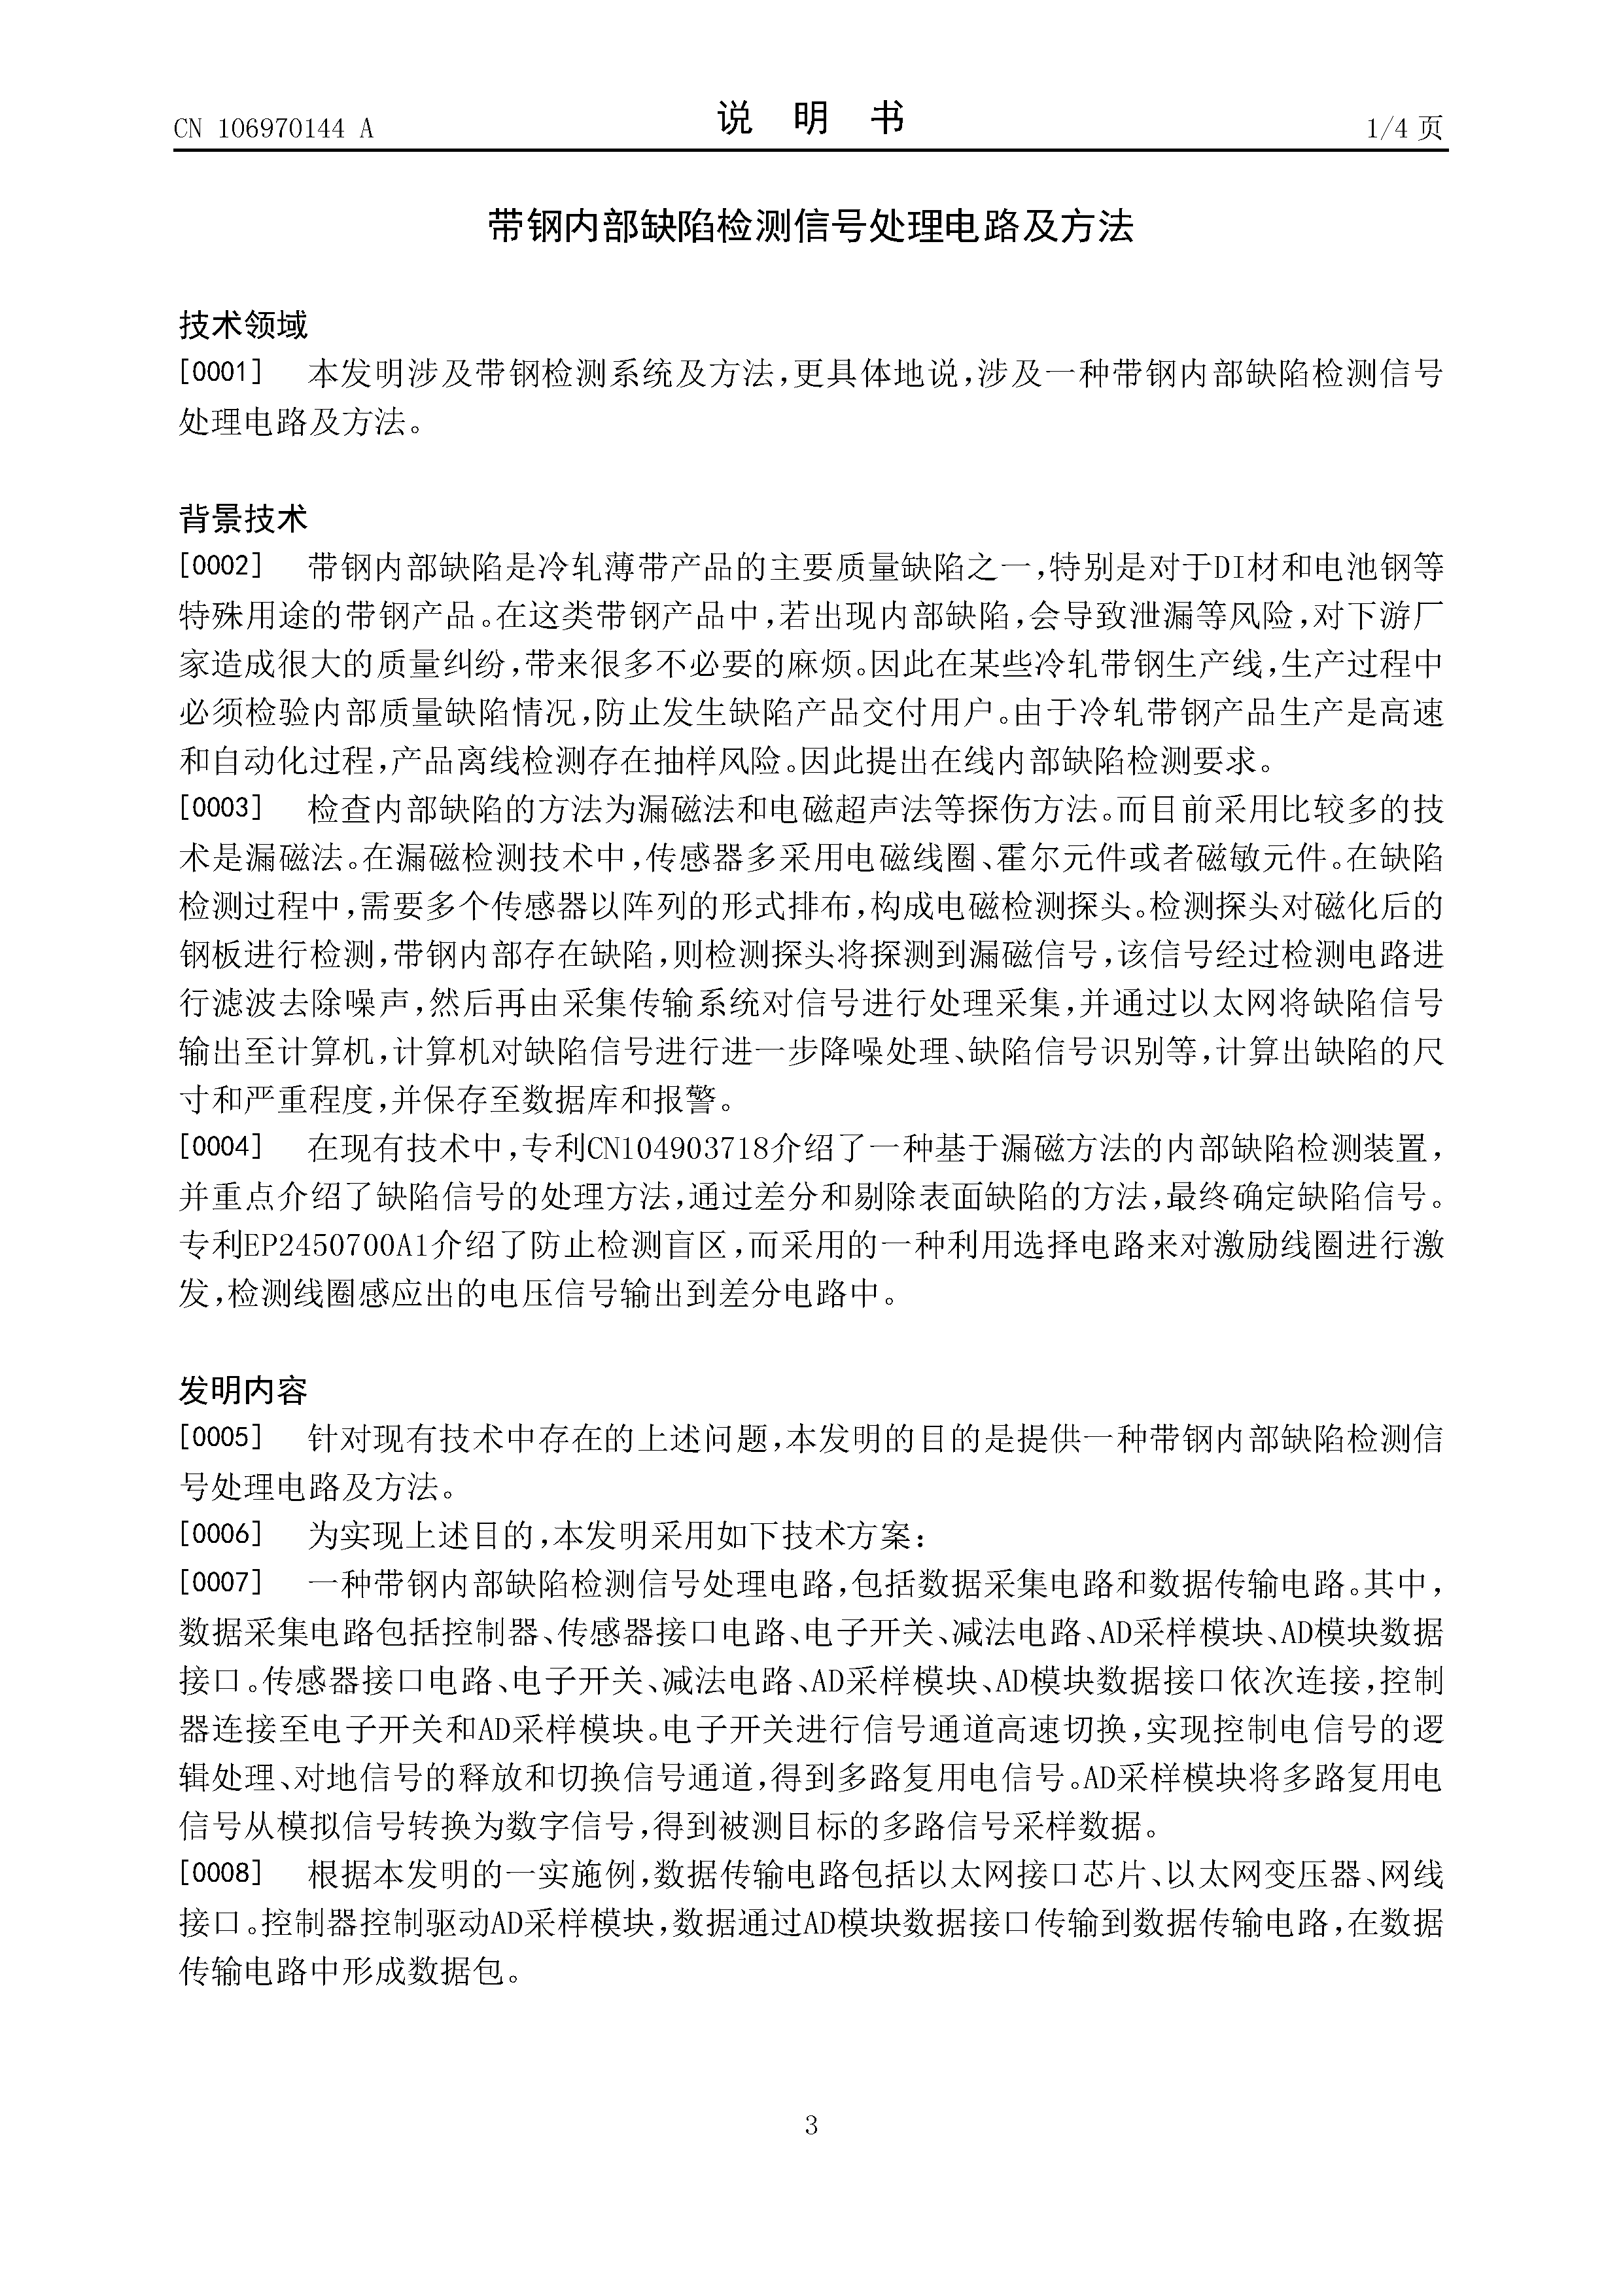 CN 106970144 A
说 明 书
1/4 页
带钢内部缺陷检测信号处理电路及方法
技术领域
[0001] 本发明涉及带钢检测系统及方法,更具体地说,涉及一种带钢内部缺陷检测信号
处理电路及方法。
背景技术
[0002] 带钢内部缺陷是冷轧薄带产品的主要质量缺陷之一,特别是对于DI材和电池钢等
特殊用途的带钢产品。在这类带钢产品中,若出现内部缺陷,会导致泄漏等风险,对下游厂
家造成很大的质量纠纷,带来很多不必要的麻烦。因此在某些冷轧带钢生产线,生产过程中
必须检验内部质量缺陷情况,防止发生缺陷产品交付用户。由于冷轧带钢产品生产是高速
和自动化过程,产品离线检测存在抽样风险。因此提出在线内部缺陷检测要求。
[0003] 检查内部缺陷的方法为漏磁法和电磁超声法等探伤方法。而目前采用比较多的技
术是漏磁法。在漏磁检测技术中,传感器多采用电磁线圈、霍尔元件或者磁敏元件。在缺陷
检测过程中,需要多个传感器以阵列的形式排布,构成电磁检测探头。检测探头对磁化后的
钢板进行检测,带钢内部存在缺陷,则检测探头将探测到漏磁信号,该信号经过检测电路进
行滤波去除噪声,然后再由采集传输系统对信号进行处理采集,并通过以太网将缺陷信号
输出至计算机,计算机对缺陷信号进行进一步降噪处理、缺陷信号识别等,计算出缺陷的尺
寸和严重程度,并保存至数据库和报警。
[0004] 在现有技术中,专利CN104903718介绍了一种基于漏磁方法的内部缺陷检测装置,
并重点介绍了缺陷信号的处理方法,通过差分和剔除表面缺陷的方法,最终确定缺陷信号。
专利EP2450700A1介绍了防止检测盲区,而采用的一种利用选择电路来对激励线圈进行激
发,检测线圈感应出的电压信号输出到差分电路中。
发明内容
[0005] 针对现有技术中存在的上述问题,本发明的目的是提供一种带钢内部缺陷检测信
号处理电路及方法。
[0006] 为实现上述目的,本发明采用如下技术方案:
[0007] 一种带钢内部缺陷检测信号处理电路,包括数据采集电路和数据传输电路。其中,
数据采集电路包括控制器、传感器接口电路、电子开关、减法电路、AD采样模块、AD模块数据
接口。传感器接口电路、电子开关、减法电路、AD采样模块、AD模块数据接口依次连接,控制
器连接至电子开关和AD采样模块。电子开关进行信号通道高速切换,实现控制电信号的逻
辑处理、对地信号的释放和切换信号通道,得到多路复用电信号。AD采样模块将多路复用电
信号从模拟信号转换为数字信号,得到被测目标的多路信号采样数据。
[0008] 根据本发明的一实施例,数据传输电路包括以太网接口芯片、以太网变压器、网线
接口。控制器控制驱动AD采样模块,数据通过AD模块数据接口传输到数据传输电路,在数据
传输电路中形成数据包。
3